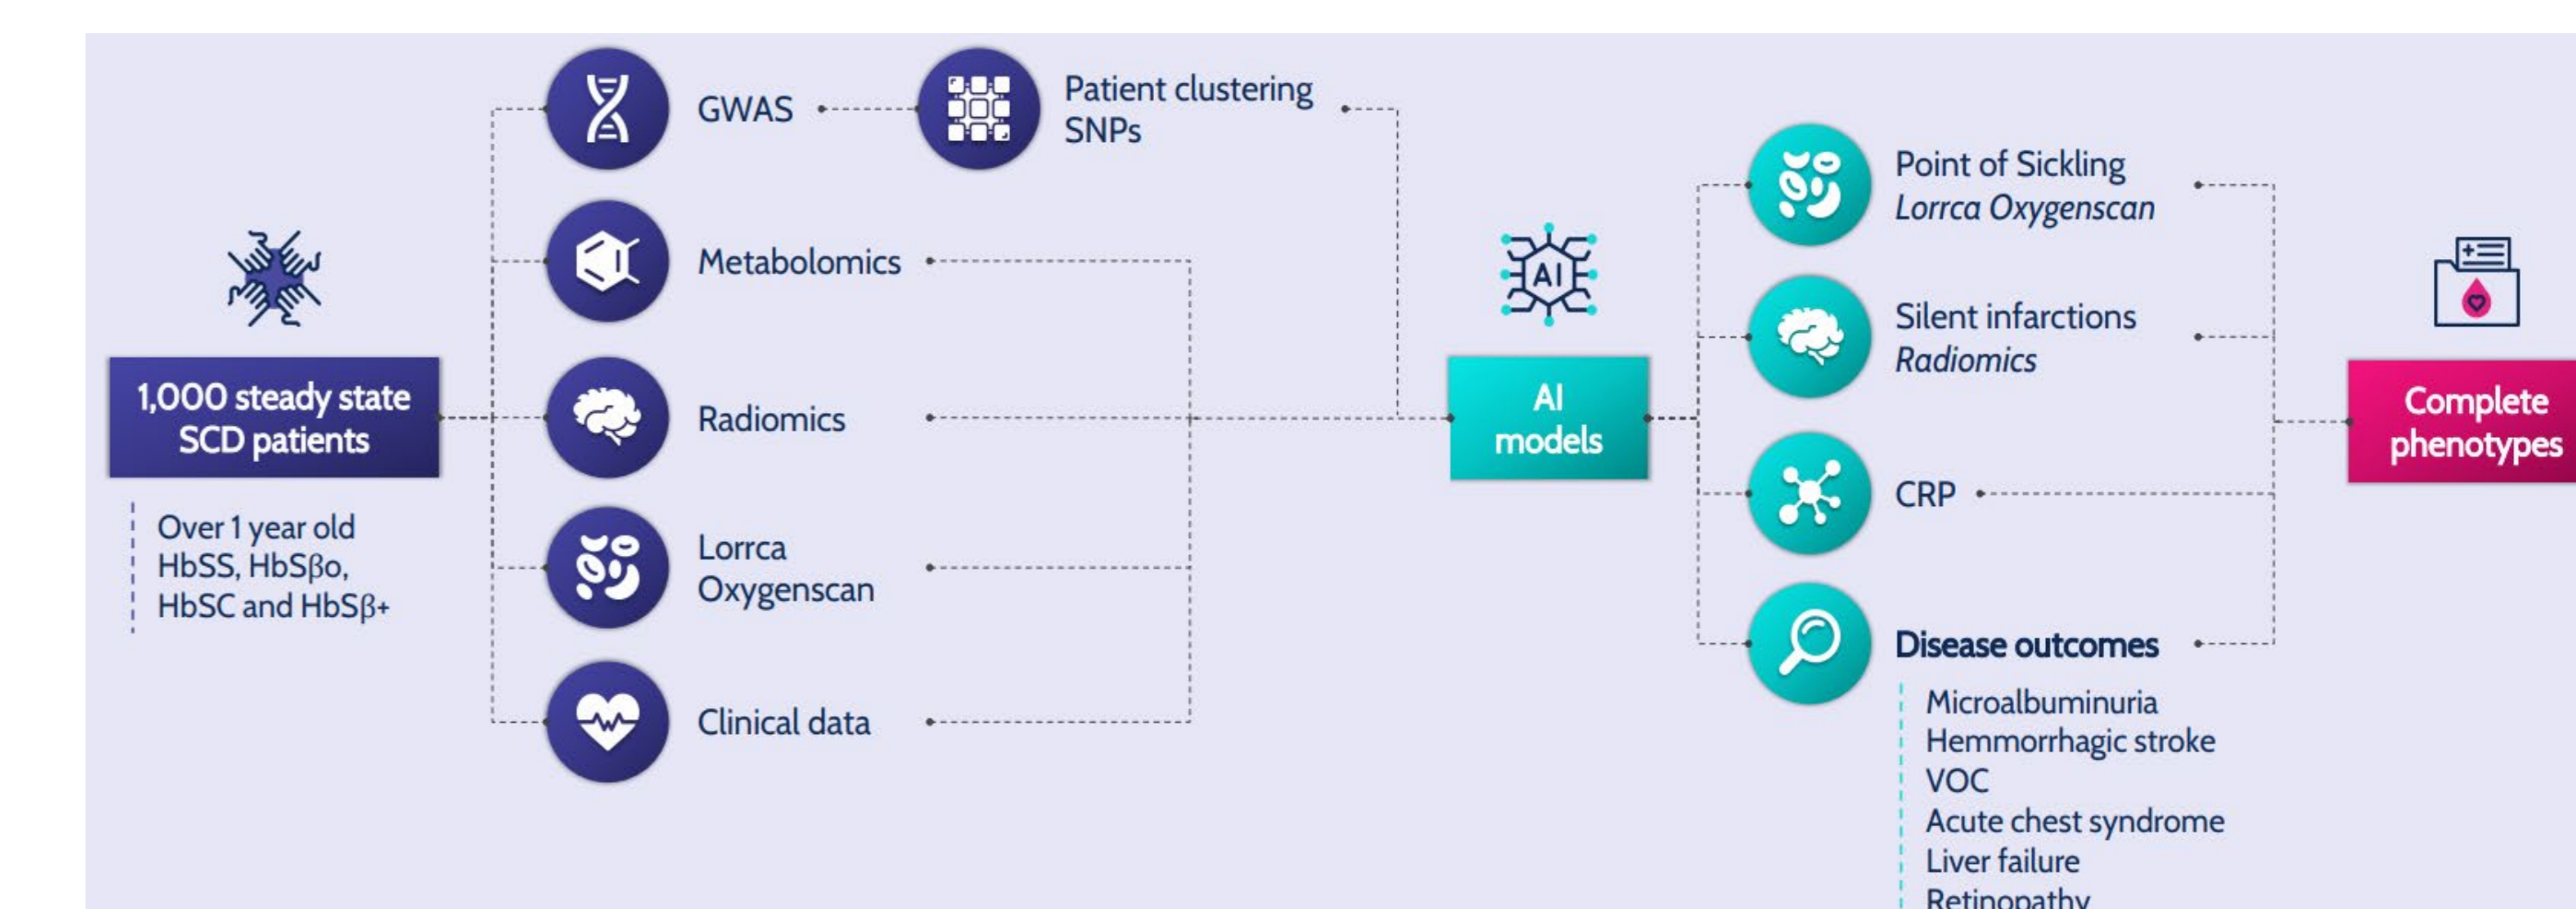 1,000 steady state
SCD patients
Over 1 year old
HbSS, HbSβo,
HbSC and HbSβ+
GWAS
Patient clustering
SNPs
Metabolomics
Radiomics
Lorrca
Oxygenscan
Clinical data
AI
AI
models
Point of Sickling
Lorrca Oxygenscan
Silent infarctions
Radiomics
CRP
Disease outcomes
Microalbuminuria
Hemmorrhagic stroke
VOC
Acute chest syndrome
Liver failure
Retinopathy
Complete
phenotypes